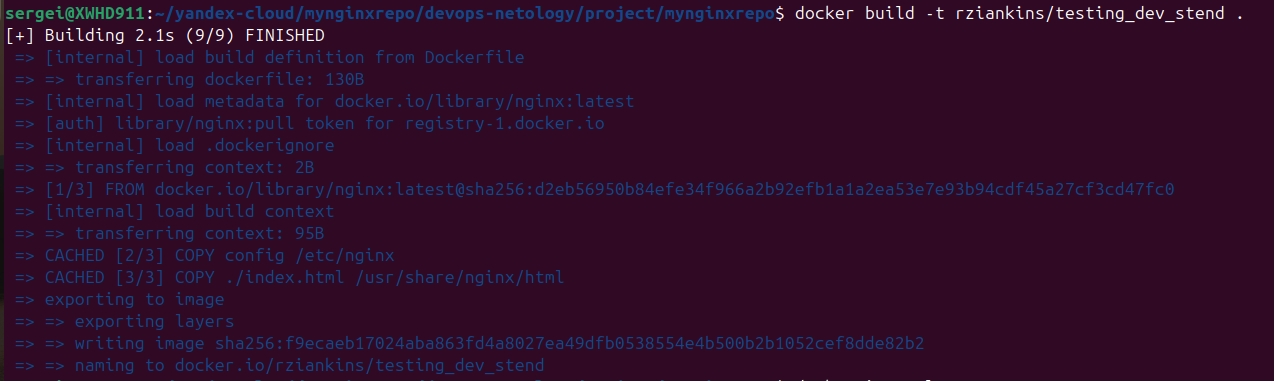 sergei@XWHD911:~/yandex-cloud/mynginxrepo/devops-netology/project/mynginxrepo$ docker build -t rziankins/testing_dev_stend .
[+] Building 2.1s (9/9) FINISHED
=> [internal] load build definition from Dockerfile
=> => transferring dockerfile: 130B
=> [internal] load metadata for docker.io/library/nginx:latest
=> [auth] library/nginx:pull token for registry-1.docker.io
=> [internal] load .dockerignore
=> => transferring context: 2B
=> [1/3] FROM docker.io/library/nginx:latest@sha256:d2eb56950b84efe34f966a2b92efb1a1a2ea53e7e93b94cdf45a27cf3cd47fc0
=> [internal] load build context
=> => transferring context: 95B
=> CACHED [2/3] COPY config /etc/nginx
=> CACHED [3/3] COPY ./index.html /usr/share/nginx/html
=> exporting to image
=> => exporting layers
=> => writing image sha256:f9ecaeb17024aba863fd4a8027ea49dfb0538554e4b500b2b1052cef8dde82b2
=> => naming to docker.io/rziankins/testing_dev_stend